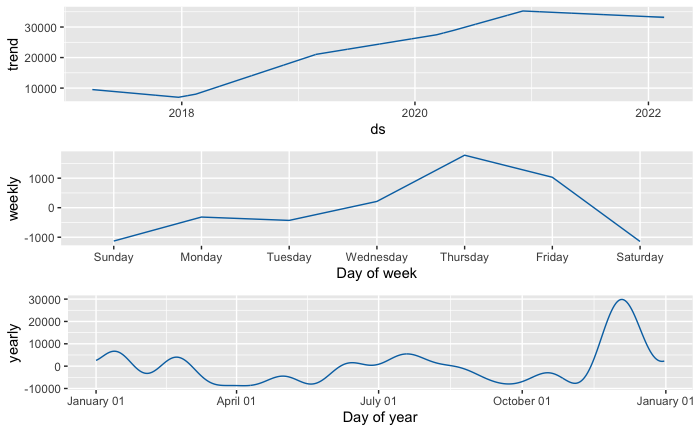 trend
30000
20000
10000
2018 2020 2022
ds
weekly
1000
0
-1000
Sunday Monday Tuesday Wednesday Thursday Friday Saturday
Day of week
yearly
30000
20000
10000
0
-10000
January 01 April 01 July 01 October 01 January 01
Day of year